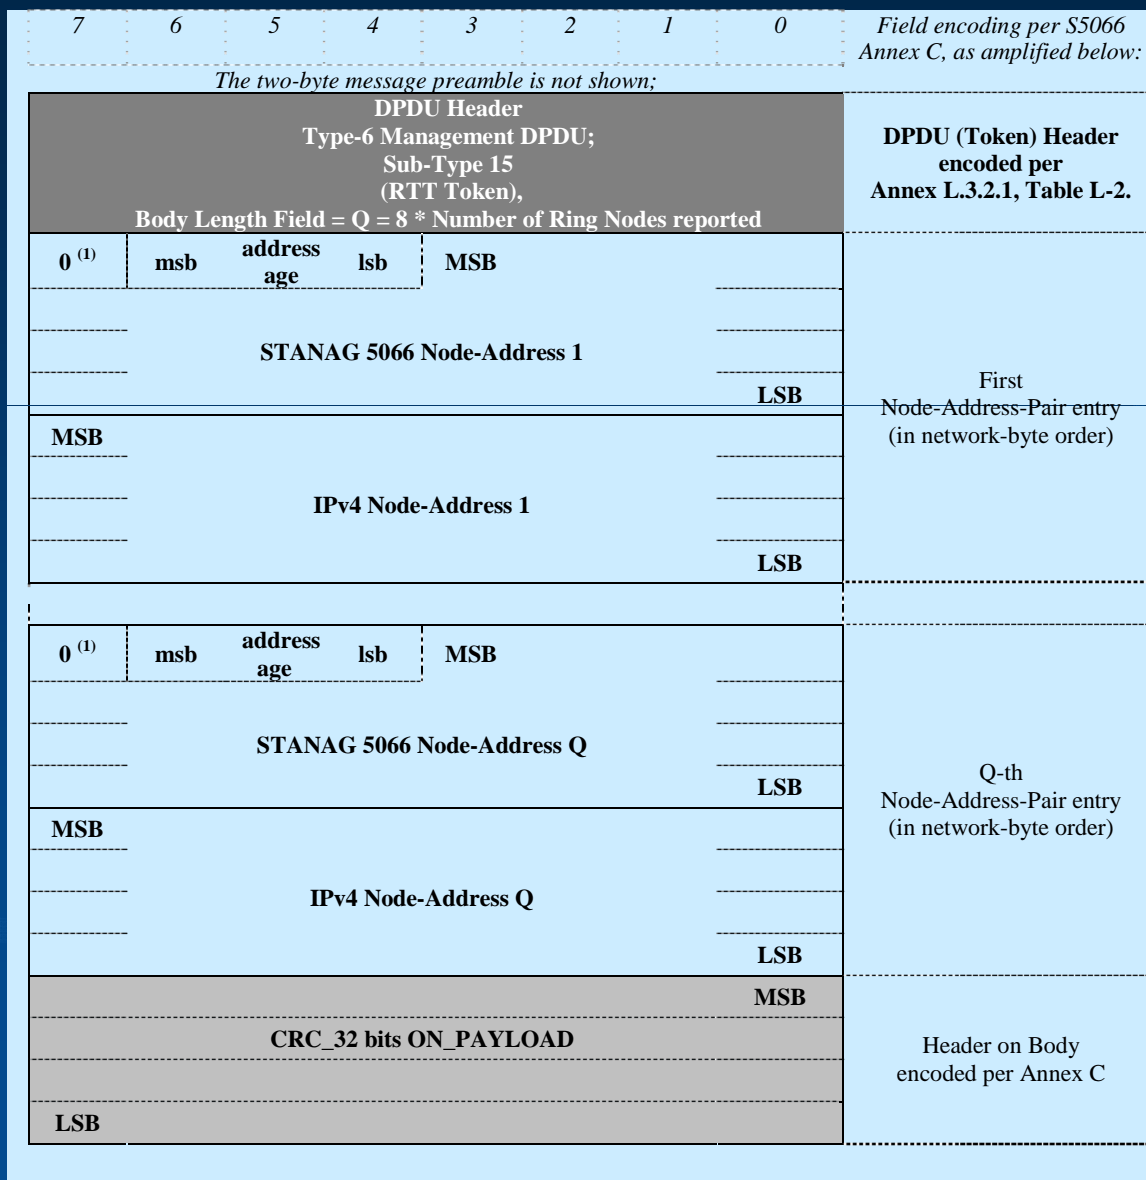 7 6 5 4 3 2 1 0 Field encoding per S5066
Annex C, as amplified below:
The two-byte message preamble is not shown;
DPDU Header
Type-6 Management DPDU;
Sub-Type 15
(RTT Token),
Body Length Field = Q = 8 * Number of Ring Nodes reported
DPDU (Token) Header
encoded per
Annex L.3.2.1, Table L-2.
0 (1) msb address age lsb MSB
STANAG 5066 Node-Address 1
LSB
MSB
IPv4 Node-Address 1
LSB
First
Node-Address-Pair entry
(in network-byte order)
0 (1) msb address age lsb MSB
STANAG 5066 Node-Address Q
LSB
MSB
IPv4 Node-Address Q
LSB
Q-th
Node-Address-Pair entry
(in network-byte order)
MSB
CRC_32 bits ON_PAYLOAD
LSB
Header on Body
encoded per Annex C